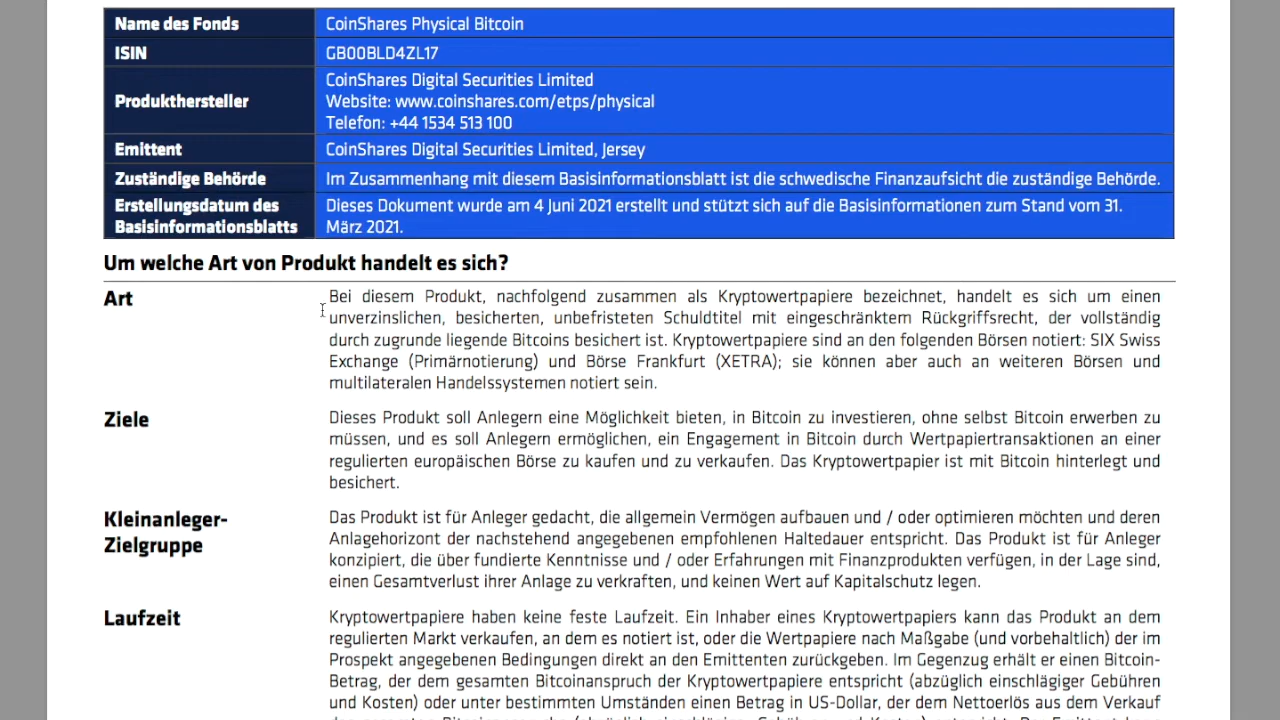 Name des Fonds
CoinShares Physical Bitcoin
ISIN
GB00BLD4ZL17
Produkthersteller
CoinShares Digital Securities Limited
Website: www.coinshares.com/etps/physical
Telefon: +44 1534 513 100
Emittent
CoinShares Digital Securities Limited, Jersey
Zuständige Behörde
Im Zusammenhang mit diesem Basisinformationsblatt ist die schwedische Finanzaufsicht die zuständige Behörde.
Erstellungsdatum des
Basisinformationsblatts
Dieses Dokument wurde am 4 Juni 2021 erstellt und stützt sich auf die Basisinformationen zum Stand vom 31.
März 2021.
Um welche Art von Produkt handelt es sich?
Art
Bei diesem Produkt, nachfolgend zusammen als Kryptowertpapiere bezeichnet, handelt es sich um einen
unverzinslichen, besicherten, unbefristeten Schuldtitel mit eingeschränktem Rückgriffsrecht, der vollständig
durch zugrunde liegende Bitcoins besichert ist. Kryptowertpapiere sind an den folgenden Börsen notiert: SIX Swiss
Exchange (Primärnotierung) und Börse Frankfurt (XETRA); sie können aber auch an weiteren Börsen und
multilateralen Handelssystemen notiert sein.
Ziele
Dieses Produkt soll Anlegern eine Möglichkeit bieten, in Bitcoin zu investieren, ohne selbst Bitcoin erwerben zu
müssen, und es soll Anlegern ermöglichen, ein Engagement in Bitcoin durch Wertpapiertransaktionen an einer
regulierten europäischen Börse zu kaufen und zu verkaufen. Das Kryptowertpapier ist mit Bitcoin hinterlegt und
besichert.
Kleinanleger-
Zielgruppe
Das Produkt ist für Anleger gedacht, die allgemein Vermögen aufbauen und / oder optimieren möchten und deren
Anlagehorizont der nachstehend angegebenen empfohlenen Haltedauer entspricht. Das Produkt ist für Anleger
konzipiert, die über fundierte Kenntnisse und / oder Erfahrungen mit Finanzprodukten verfügen, in der Lage sind,
einen Gesamtverlust ihrer Anlage zu verkraften, und keinen Wert auf Kapitalschutz legen.
Laufzeit
Kryptowertpapiere haben keine feste Laufzeit. Ein Inhaber eines Kryptowertpapiers kann das Produkt an dem
regulierten Markt verkaufen, an dem es notiert ist, oder die Wertpapiere nach Maßgabe (und vorbehaltlich) der im
Prospekt angegebenen Bedingungen direkt an den Emittenten zurückgeben. Im Gegenzug erhält er einen Bitcoin-
Betrag, der dem gesamten Bitcoinanspruch der Kryptowertpapiere entspricht (abzüglich einschlägiger Gebühren
und Kosten) oder unter bestimmten Umständen einen Betrag in US-Dollar, der dem Nettoerlös aus dem Verkauf